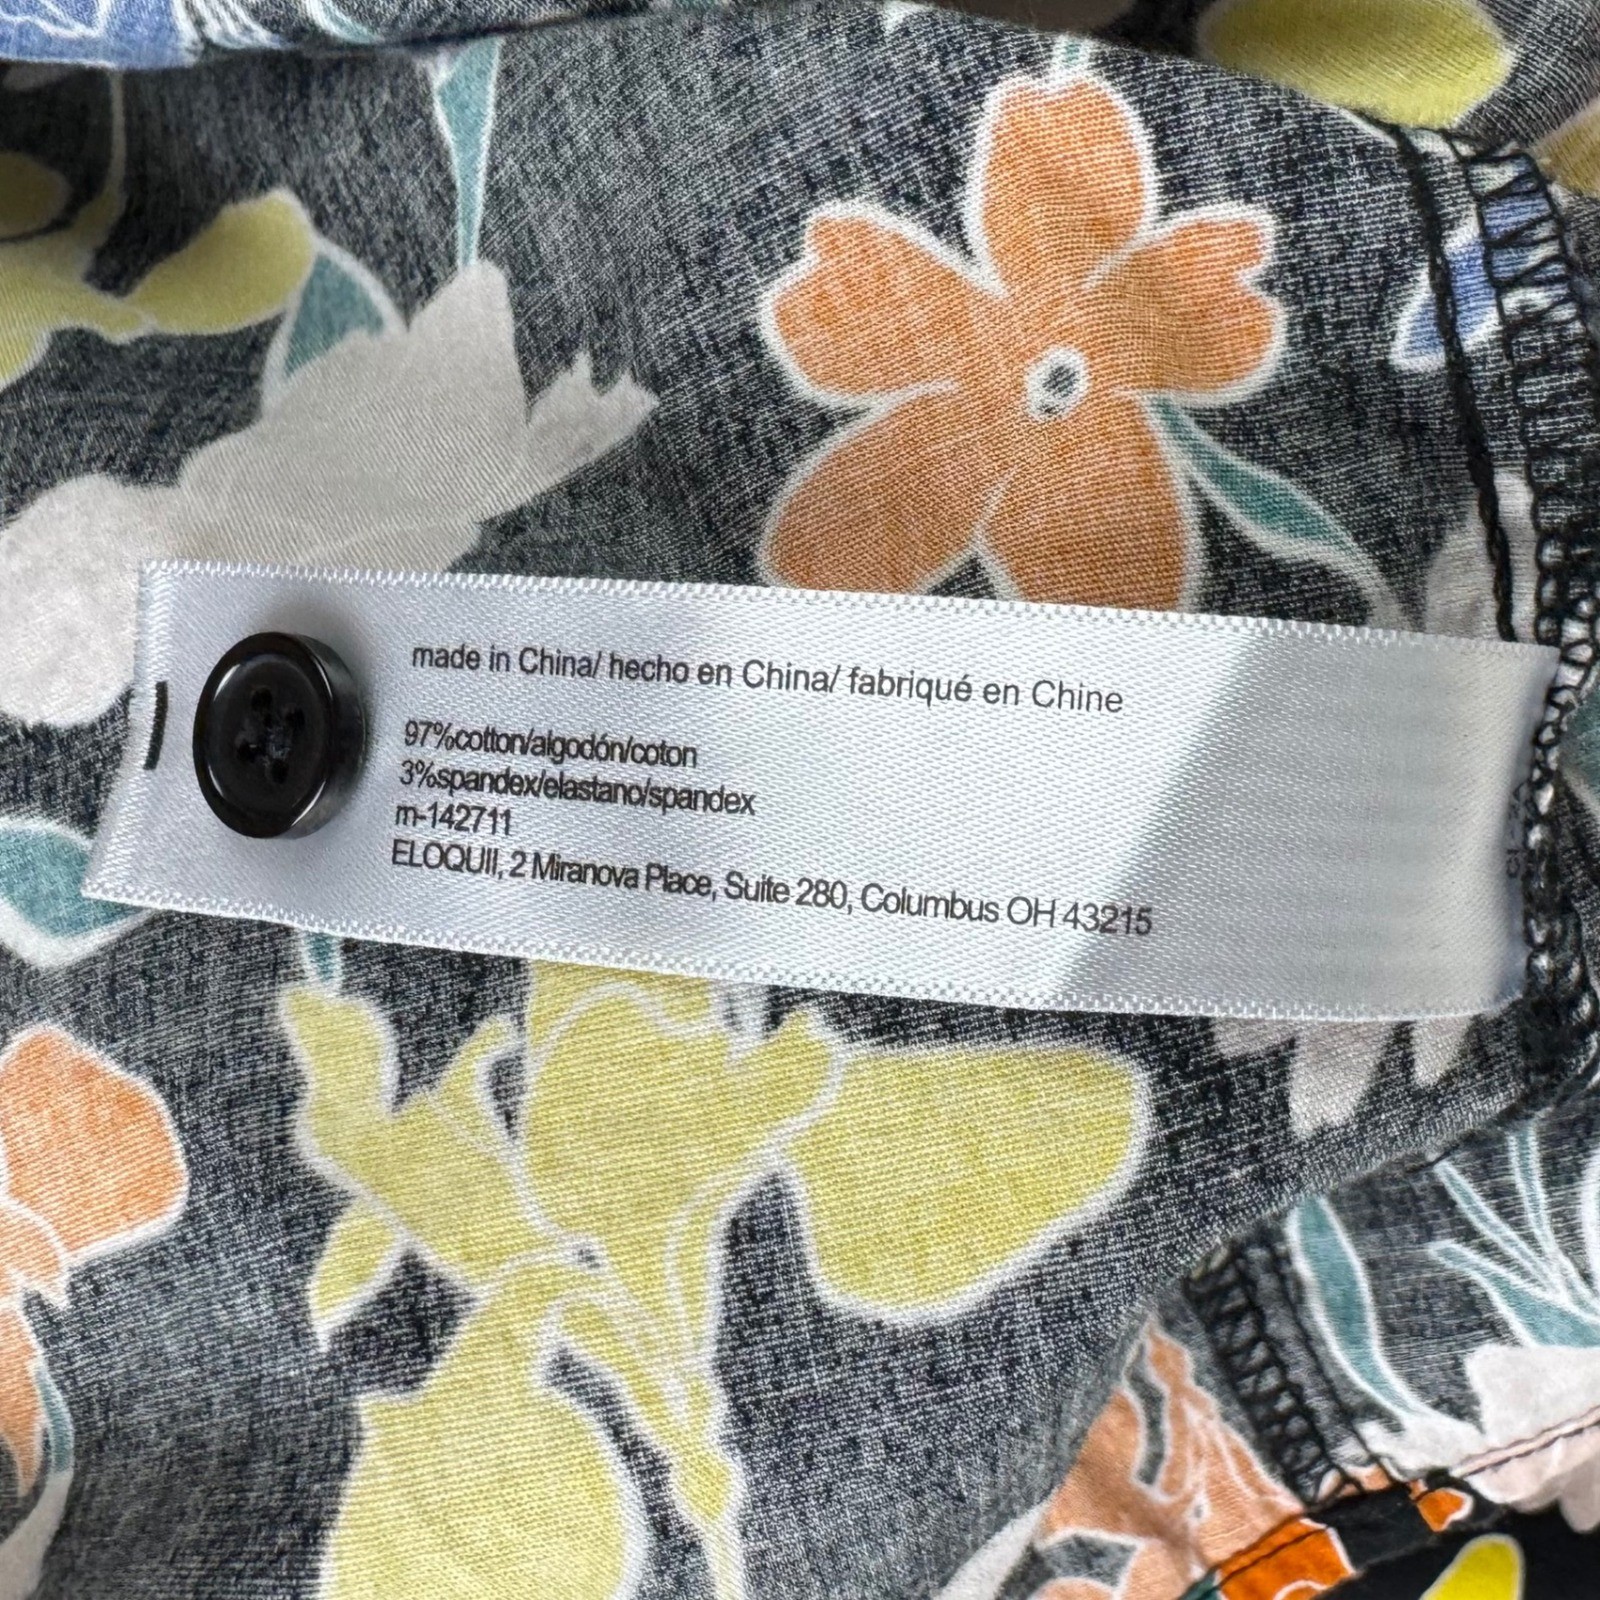 made in China/ hecho en China/ fabriqué en Chine
97%cotton/algodón/coton
3%spandex/elastano/spandex
m-142711
ELOQUII, 2 Miranova Place, Suite 280, Columbus OH 43215